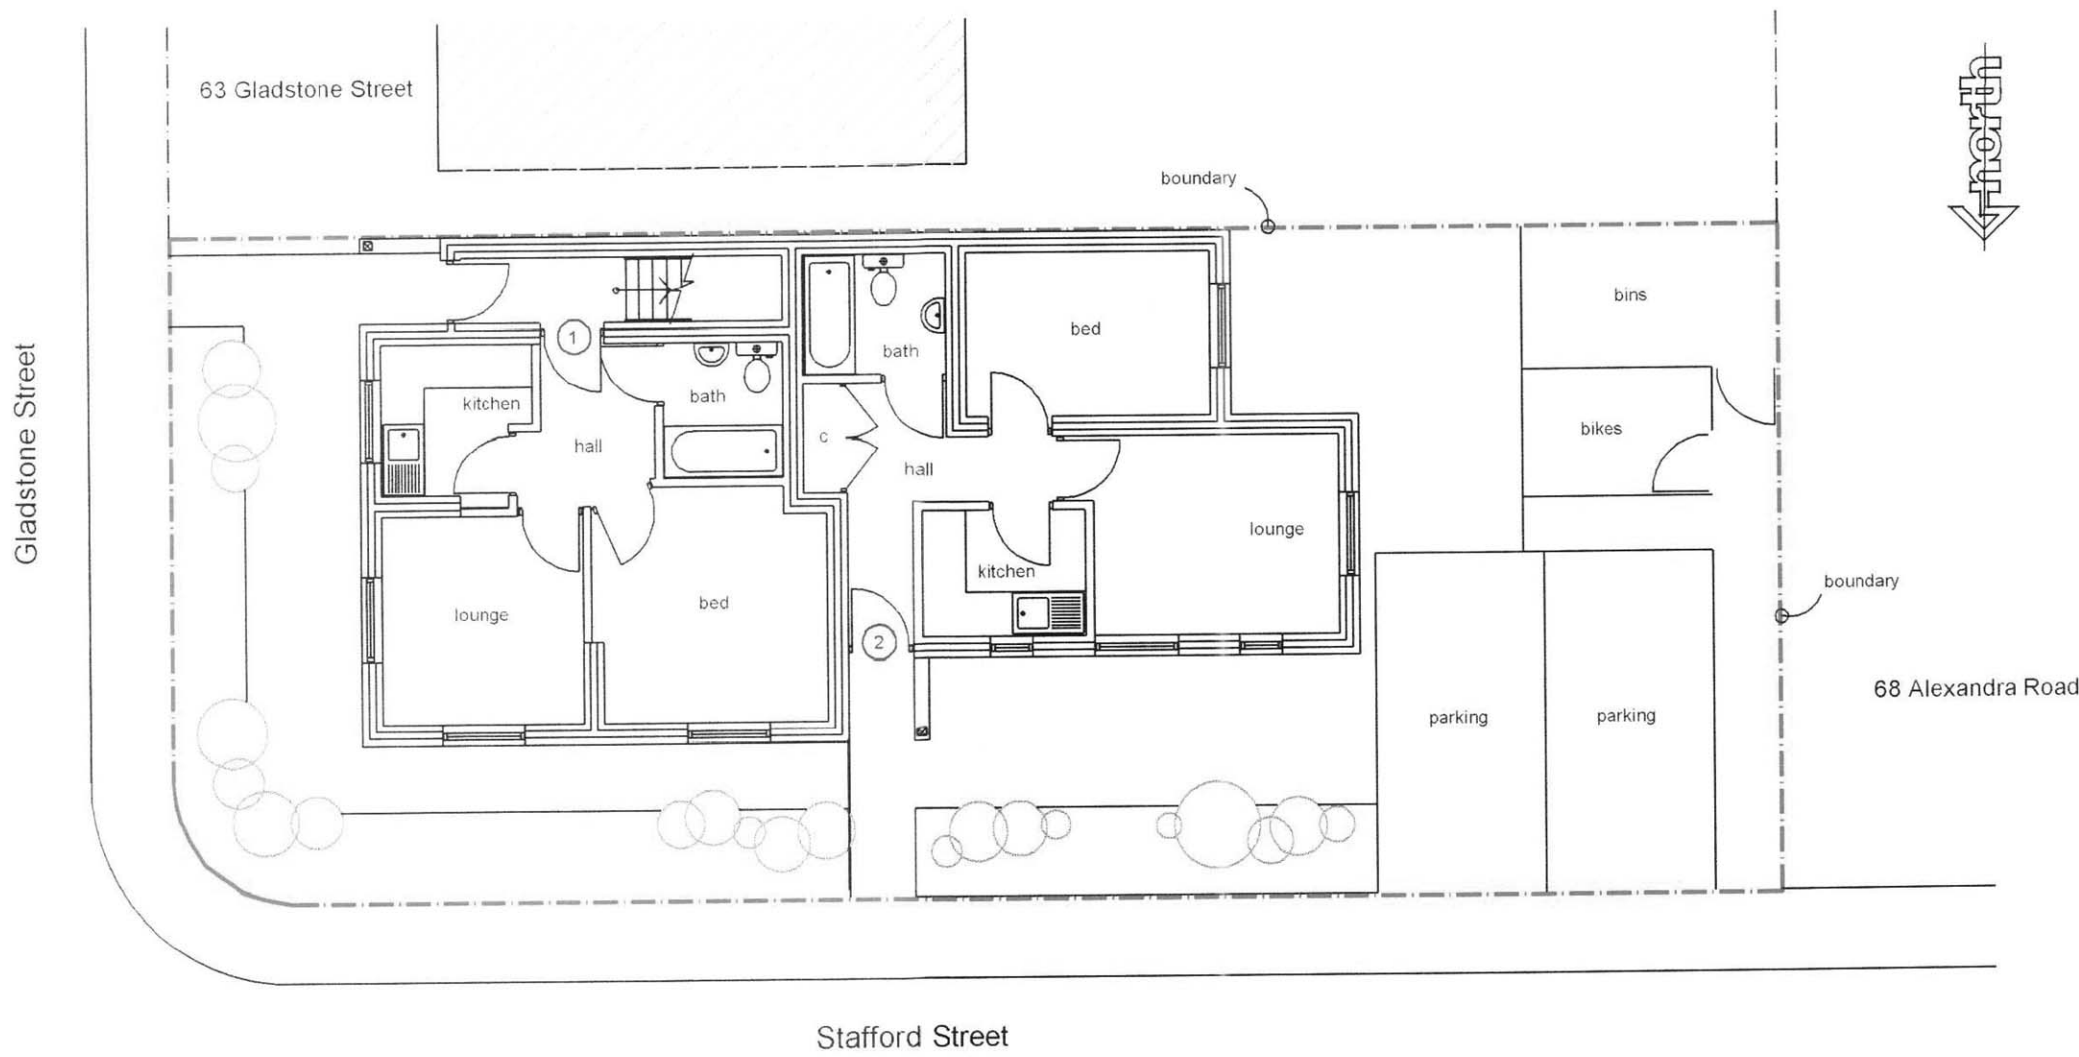 63 Gladstone Street
north
boundary
bins
bed
bath
1
kitchen
bath
bikes
c
hall
hall
lounge
kitchen
boundary
bed
lounge
2
68 Alexandra Road
parking
parking
Gladstone Street
Stafford Street